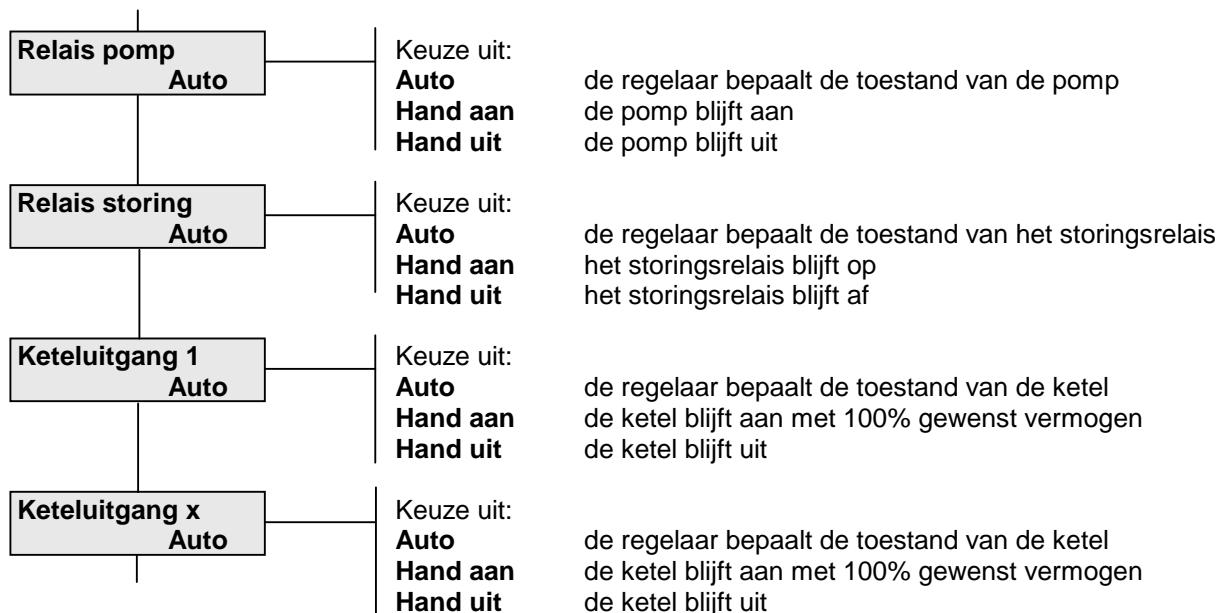 Relais pomp
Auto
Keuze uit:
Auto de regelaar bepaalt de toestand van de pomp
Hand aan de pomp blijft aan
Hand uit de pomp blijft uit
Relais storing
Auto
Keuze uit:
Auto de regelaar bepaalt de toestand van het storingsrelais
Hand aan het storingsrelais blijft op
Hand uit het storingsrelais blijft af
Keteluitgang 1
Auto
Keuze uit:
Auto de regelaar bepaalt de toestand van de ketel
Hand aan de ketel blijft aan met 100% gewenst vermogen
Hand uit de ketel blijft uit
Keteluitgang x
Auto
Keuze uit:
Auto de regelaar bepaalt de toestand van de ketel
Hand aan de ketel blijft aan met 100% gewenst vermogen
Hand uit de ketel blijft uit